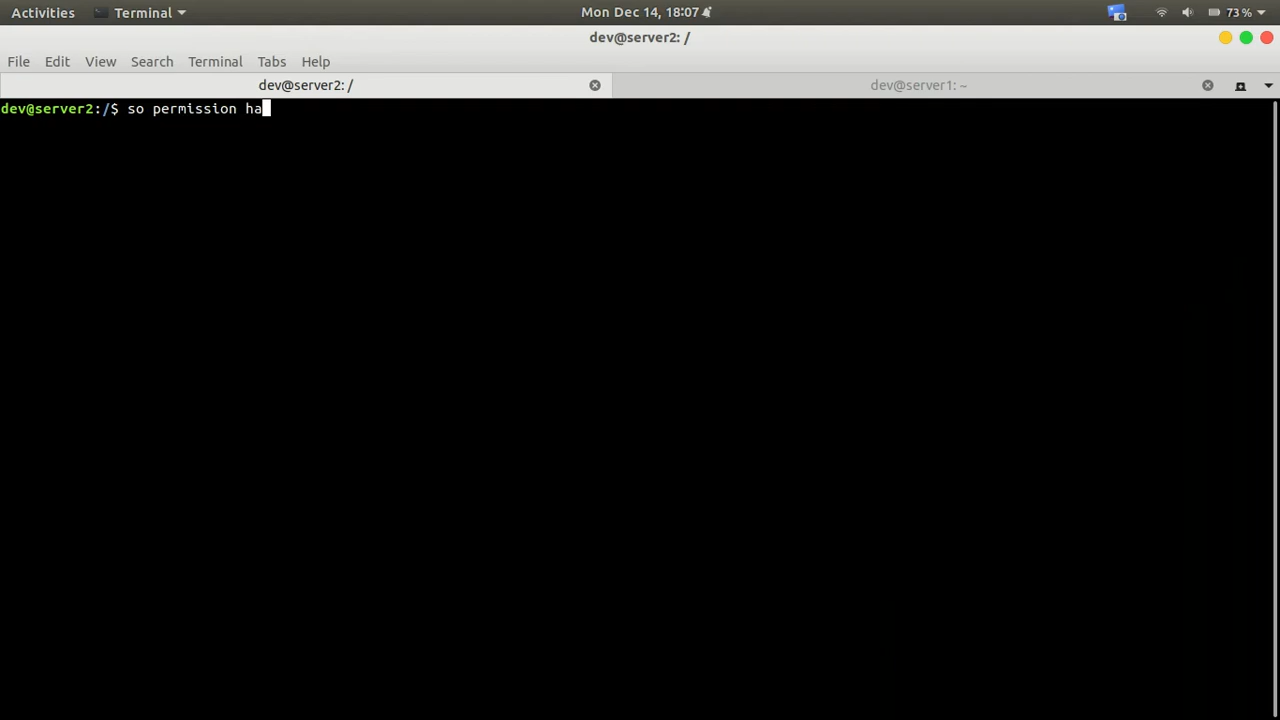 Activities Terminal Mon Dec 14, 18:07 73 %
dev@server2: /
File Edit View Search Terminal Tabs Help
dev@server2: / dev@server1: ~
dev@server2:/$ so permission ha